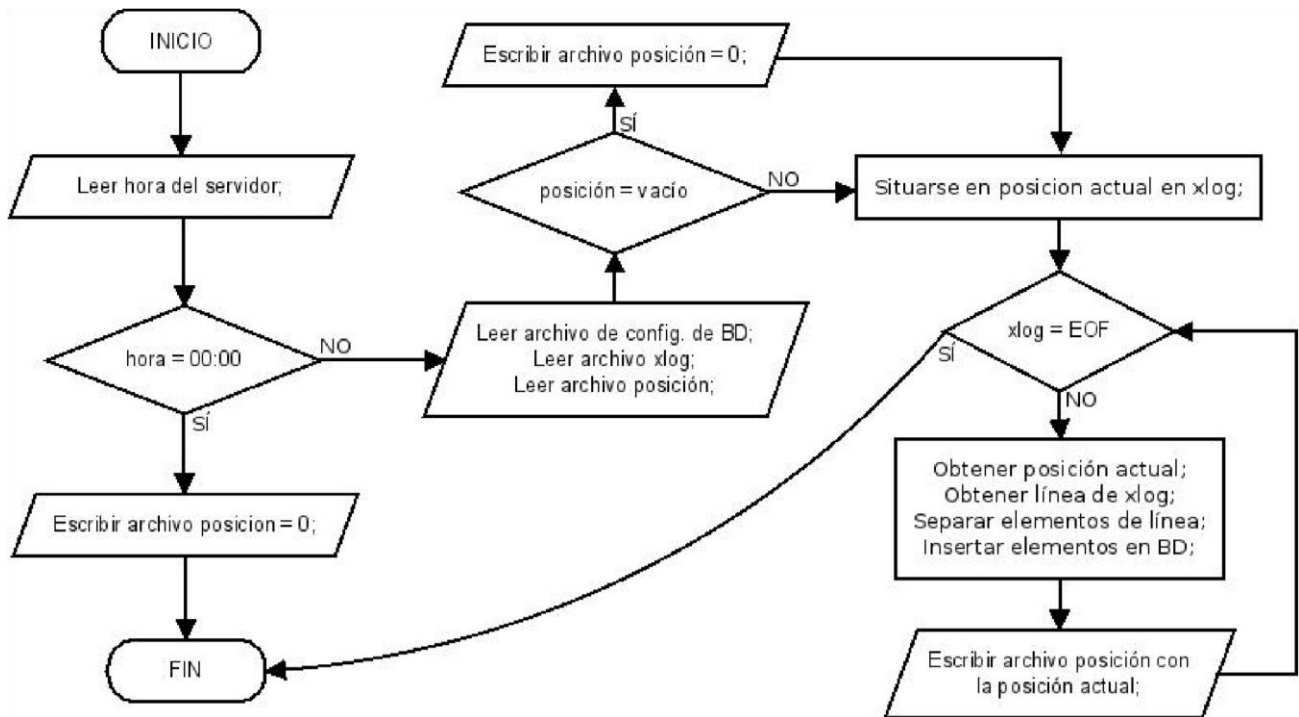 INICIO
Leer hora del servidor;
hora = 00:00
NO
SÍ
Escribir archivo posicion = 0;
FIN
Leer archivo de config. de BD;
Leer archivo xlog;
Leer archivo posición;
posición = vacío
SÍ
NO
Escribir archivo posición = 0;
Situarse en posicion actual en xlog;
xlog = EOF
SÍ
NO
Obtener posición actual;
Obtener línea de xlog;
Separar elementos de línea;
Insertar elementos en BD;
Escribir archivo posición con
la posición actual;